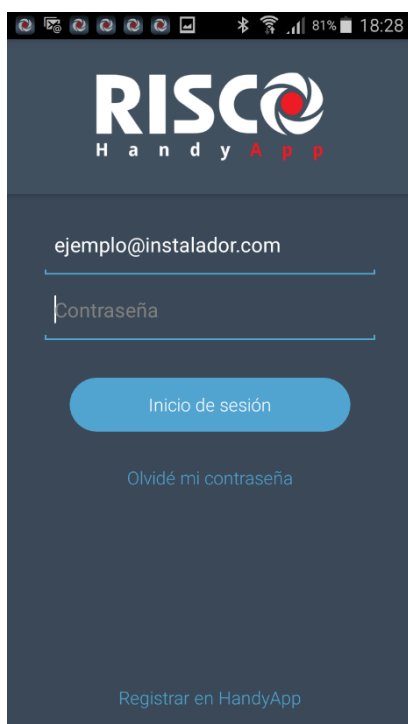 81% 18:28
RISCO
HandyApp
ejemplo@instalador.com
Contraseña
Inicio de sesión
Olvidé mi contraseña
Registrar en HandyApp